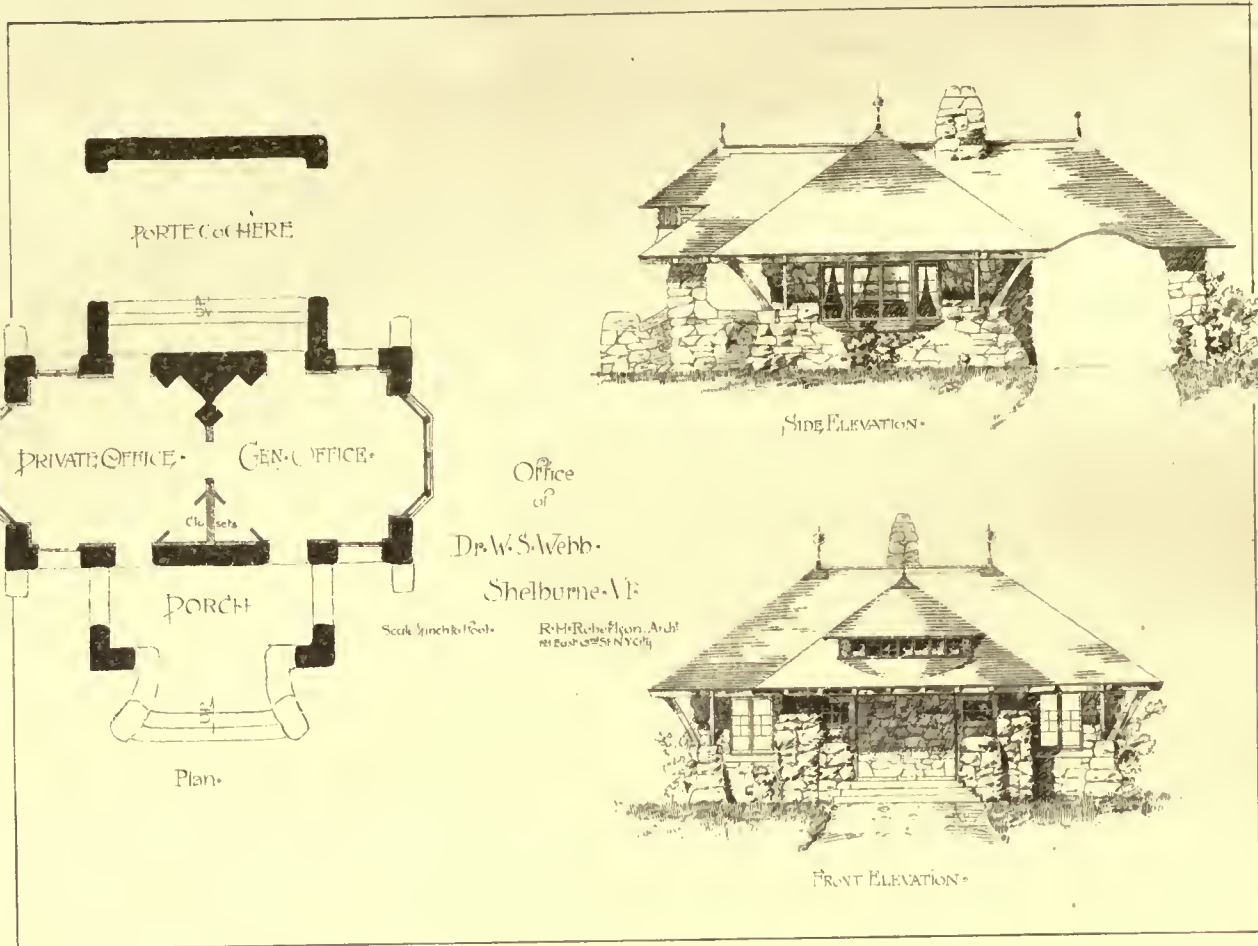 PORTE COCHÈRE
PRIVATE OFFICE·
GEN· OFFICE·
Closets
PORCH
Plan·
Office
of
Dr·W·S·Webb·
Shelburne·Vt
R·H·Robertson·Archt
SIDE ELEVATION·
FRONT ELEVATION·